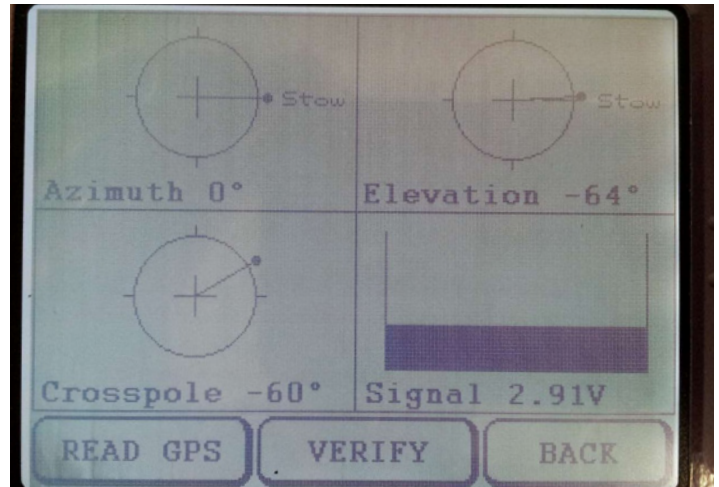 Stow
Stow
Azimuth 0°
Elevation -64°
Crosspole -60°
Signal 2.91V
READ GPS
VERIFY
BACK